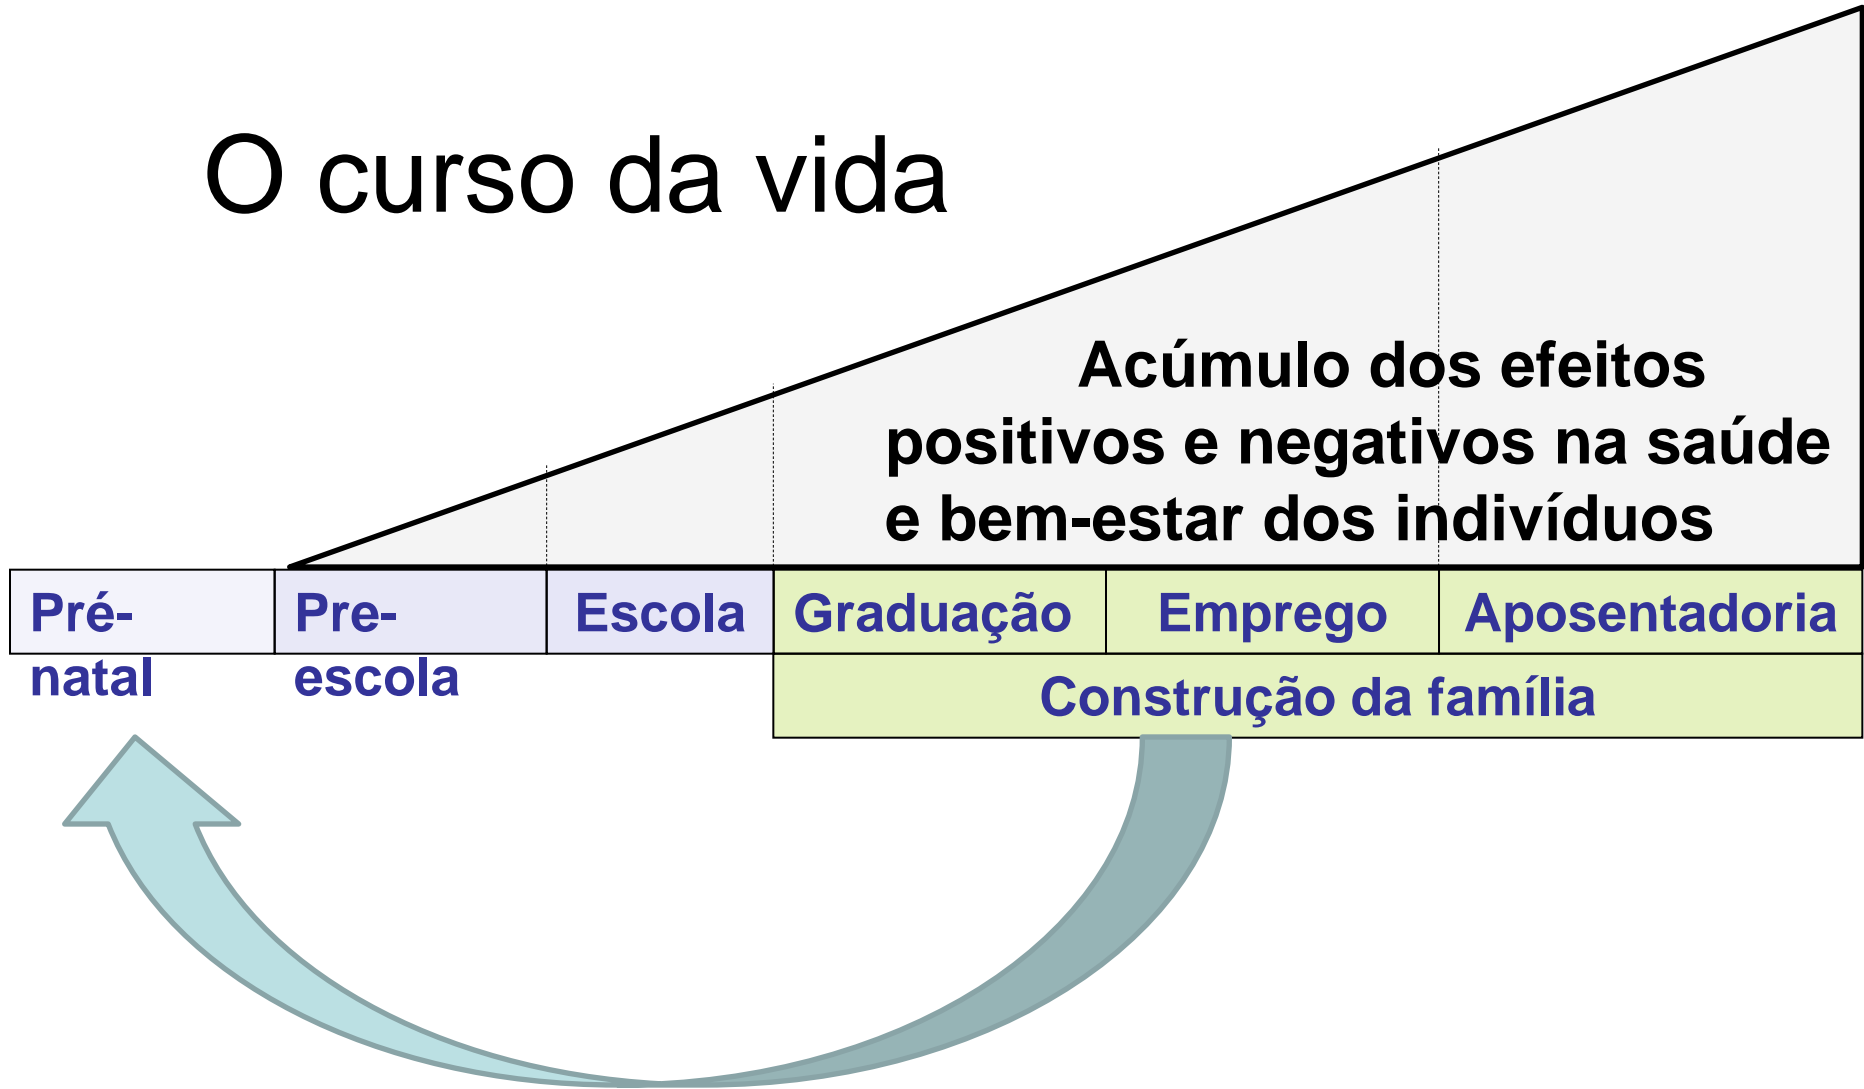 O curso da vida
Acúmulo dos efeitos
positivos e negativos na saúde
e bem-estar dos indivíduos
Pré-
natal
Pre-
escola
Escola
Graduação
Emprego
Aposentadoria
Construção da família